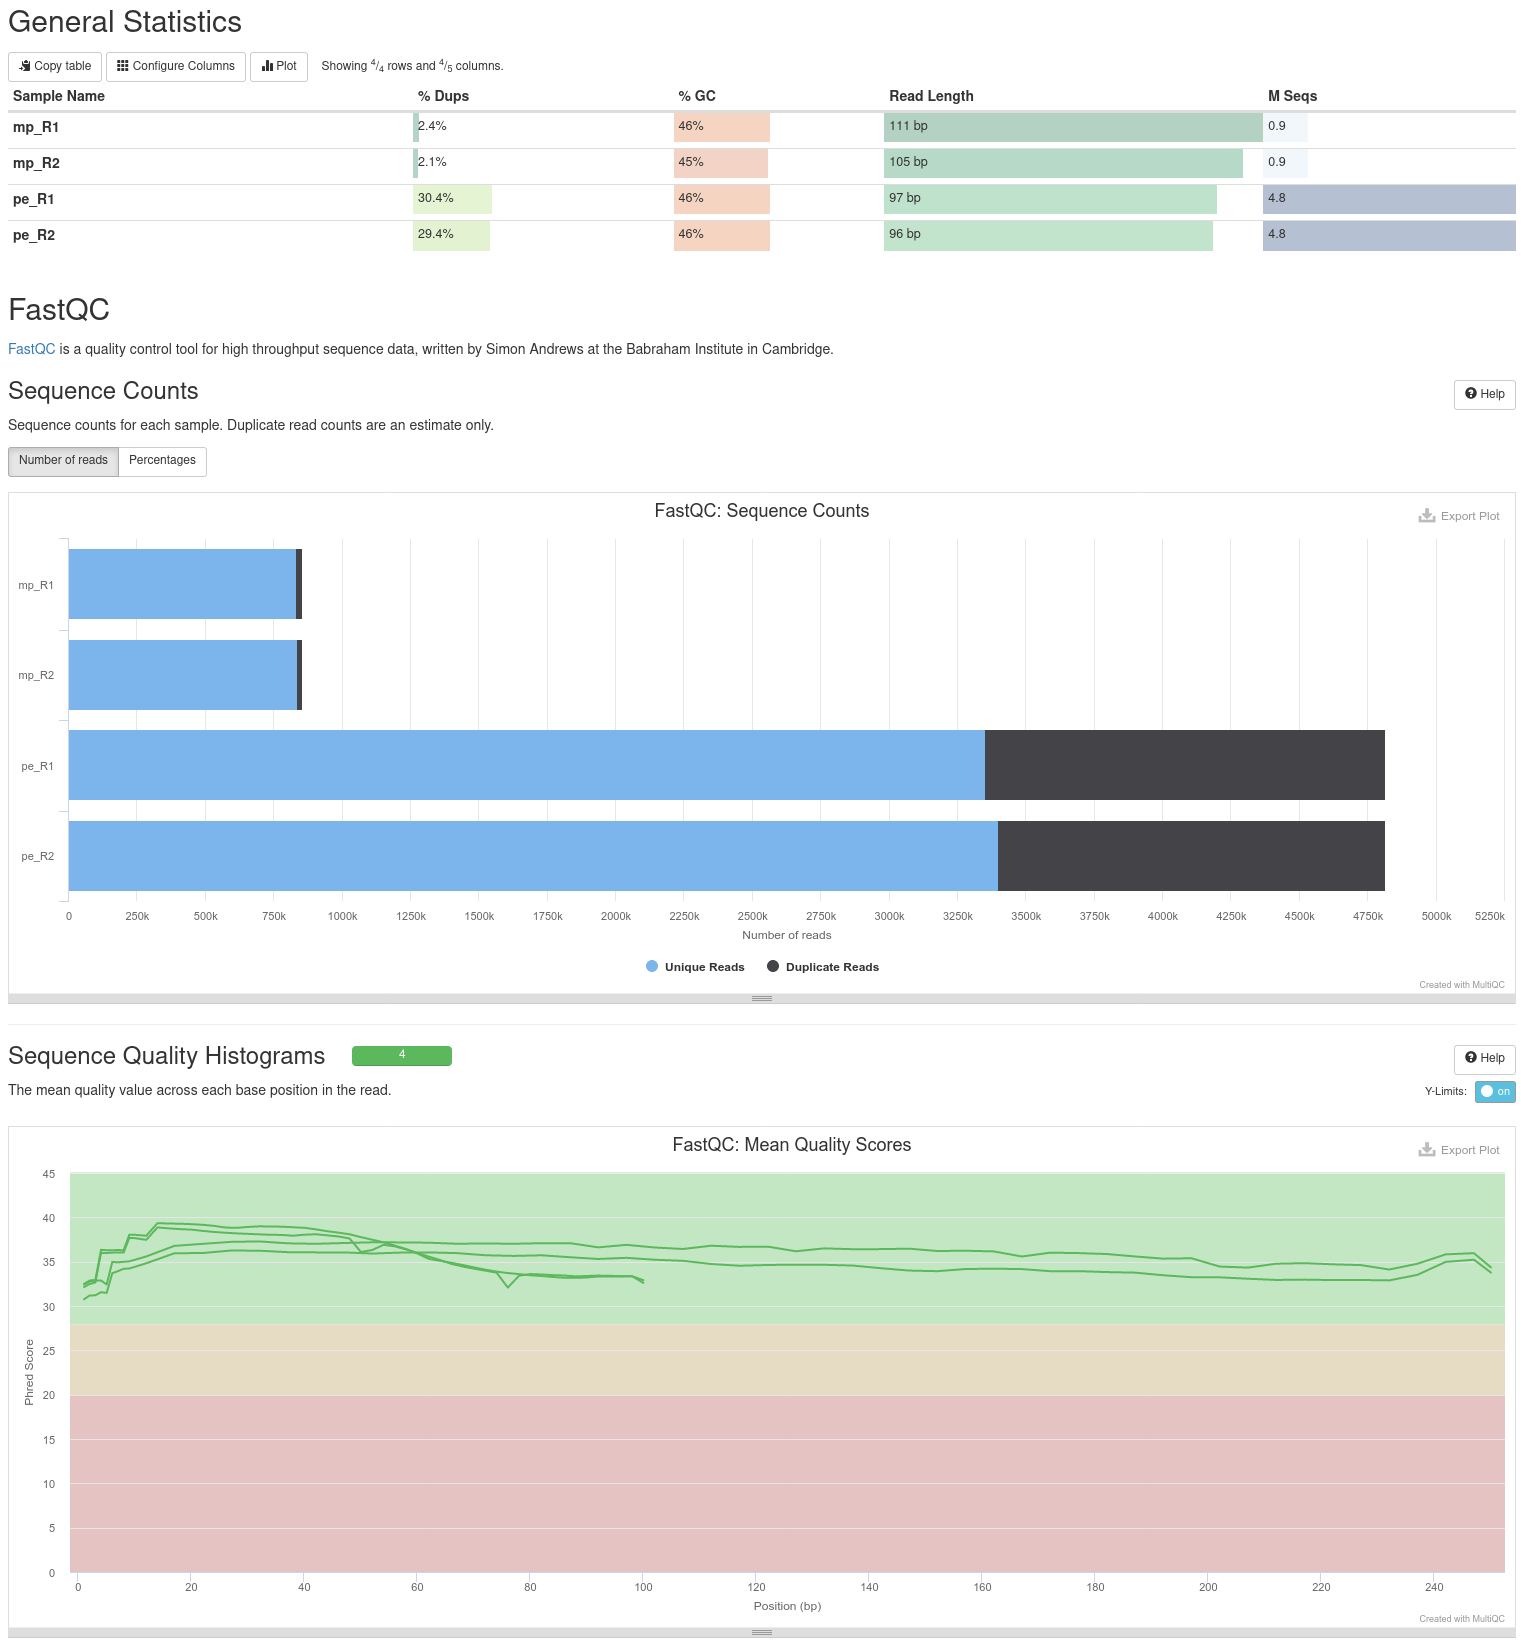 General Statistics
Copy table Configure Columns Plot Showing 4/4 rows and 4/5 columns.
Sample Name % Dups % GC Read Length M Seqs
mp_R1 2.4% 46% 111 bp 0.9
mp_R2 2.1% 45% 105 bp 0.9
pe_R1 30.4% 46% 97 bp 4.8
pe_R2 29.4% 46% 96 bp 4.8
FastQC
FastQC is a quality control tool for high throughput sequence data, written by Simon Andrews at the Babraham Institute in Cambridge.
Sequence Counts
Help
Sequence counts for each sample. Duplicate read counts are an estimate only.
Number of reads Percentages
FastQC: Sequence Counts
Export Plot
mp_R1
mp_R2
pe_R1
pe_R2
0 250k 500k 750k 1000k 1250k 1500k 1750k 2000k 2250k 2500k 2750k 3000k 3250k 3500k 3750k 4000k 4250k 4500k 4750k 5000k 5250k
Number of reads
Unique Reads Duplicate Reads
Created with MultiQC
Sequence Quality Histograms 4
Help
The mean quality value across each base position in the read.
Y-Limits: on
FastQC: Mean Quality Scores
Export Plot
45
40
35
30
25
20
15
10
5
0
Phred Score
0 20 40 60 80 100 120 140 160 180 200 220 240
Position (bp)
Created with MultiQC